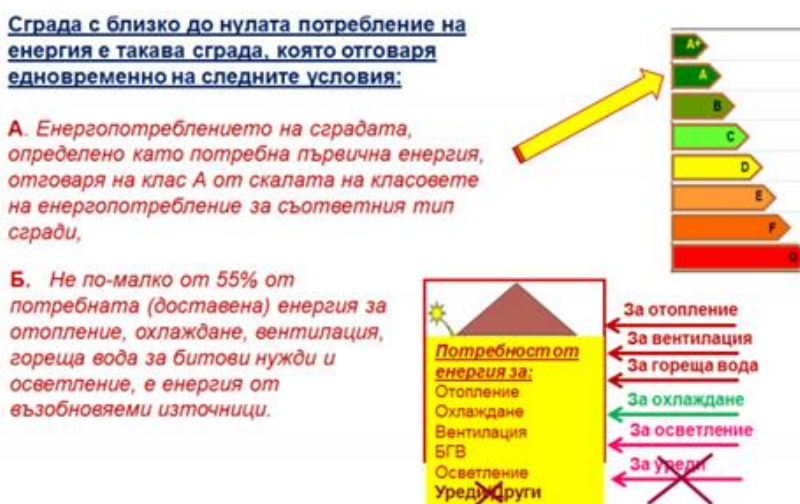 Сграда с близко до нулата потребление на
енергия е такава сграда, която отговаря
едновременно на следните условия:
А. Енергопотреблението на сградата,
определено като потребна първична енергия,
отговаря на клас А от скалата на класовете
на енергопотребление за съответния тип
сгради,
Б. Не по-малко от 55% от
потребната (доставена) енергия за
отопление, охлаждане, вентилация,
гореща вода за битови нужди и
осветление, е енергия от
възобновяеми източници.
A+
A
B
C
D
E
F
G
Потребност от
енергия за:
Отопление
Охлаждане
Вентилация
БГВ
Осветление
Уреди/Други
За отопление
За вентилация
За гореща вода
За охлаждане
За осветление
За уреди